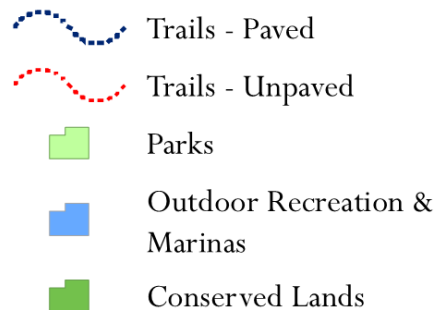 Trails - Paved
Trails - Unpaved
Parks
Outdoor Recreation &
Marinas
Conserved Lands